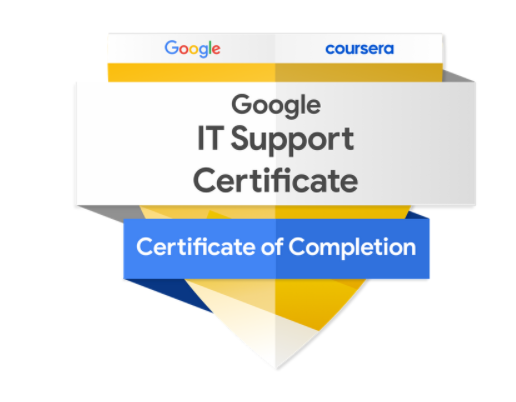 Google coursera
Google
IT Support
Certificate
Certificate of Completion